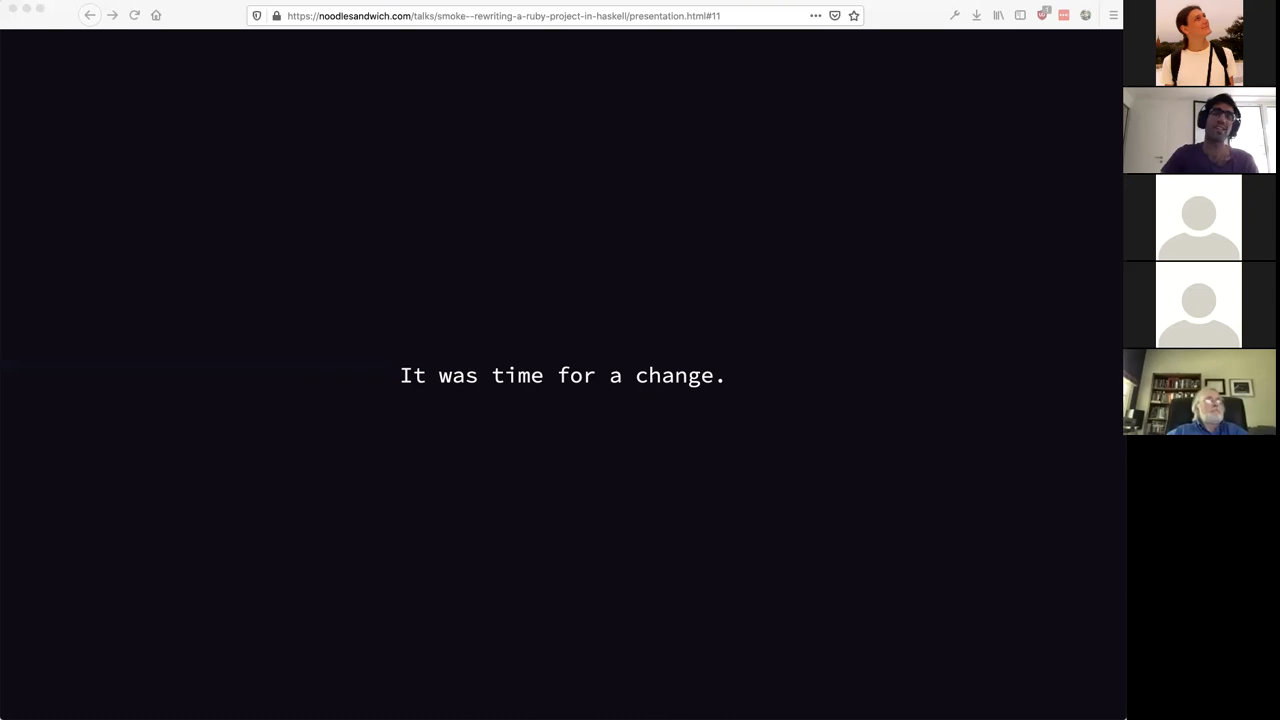 https://noodlesandwich.com/talks/smoke--rewriting-a-ruby-project-in-haskell/presentation.html#11
It was time for a change.